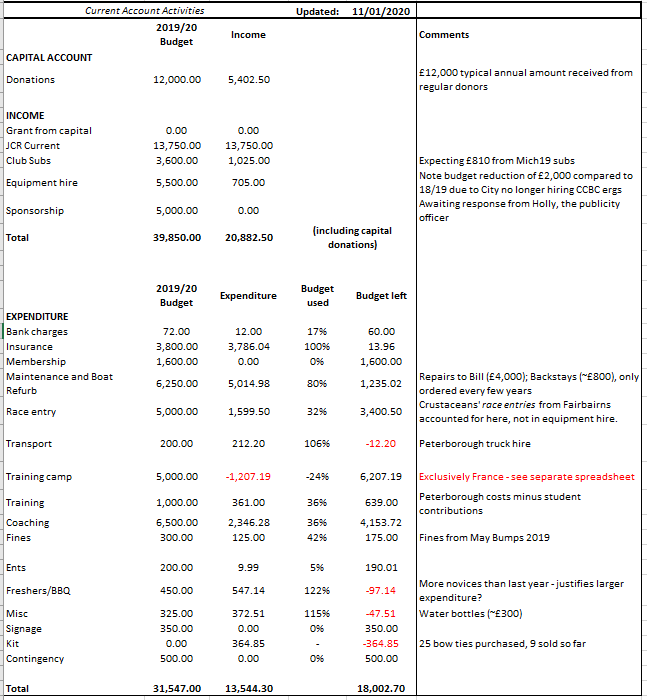 Current Account Activities Updated: 11/01/2020
2019/20
Budget Income Comments
CAPITAL ACCOUNT
Donations 12,000.00 5,402.50 £12,000 typical annual amount received from
regular donors
INCOME
Grant from capital 0.00 0.00
JCR Current 13,750.00 13,750.00
Club Subs 3,600.00 1,025.00 Expecting £810 from Mich19 subs
Equipment hire 5,500.00 705.00 Note budget reduction of £2,000 compared to
18/19 due to City no longer hiring CCBC ergs
Sponsorship 5,000.00 0.00 Awaiting response from Holly, the publicity
officer
Total 39,850.00 20,882.50 (including capital
donations)
2019/20
Budget Expenditure Budget
used Budget left
EXPENDITURE
Bank charges 72.00 12.00 17% 60.00
Insurance 3,800.00 3,786.04 100% 13.96
Membership 1,600.00 0.00 0% 1,600.00
Maintenance and Boat
Refurb 6,250.00 5,014.98 80% 1,235.02 Repairs to Bill (£4,000); Backstays (~£800), only
ordered every few years
Race entry 5,000.00 1,599.50 32% 3,400.50 Crustaceans' race entries from Fairbairns
accounted for here, not in equipment hire.
Transport 200.00 212.20 106% -12.20 Peterborough truck hire
Training camp 5,000.00 -1,207.19 -24% 6,207.19 Exclusively France - see separate spreadsheet
Training 1,000.00 361.00 36% 639.00 Peterborough costs minus student
contributions
Coaching 6,500.00 2,346.28 36% 4,153.72
Fines 300.00 125.00 42% 175.00 Fines from May Bumps 2019
Ents 200.00 9.99 5% 190.01
Freshers/BBQ 450.00 547.14 122% -97.14 More novices than last year - justifies larger
expenditure?
Misc 325.00 372.51 115% -47.51 Water bottles (~£300)
Signage 350.00 0.00 0% 350.00
Kit 0.00 364.85 - -364.85 25 bow ties purchased, 9 sold so far
Contingency 500.00 0.00 0% 500.00
Total 31,547.00 13,544.30 18,002.70